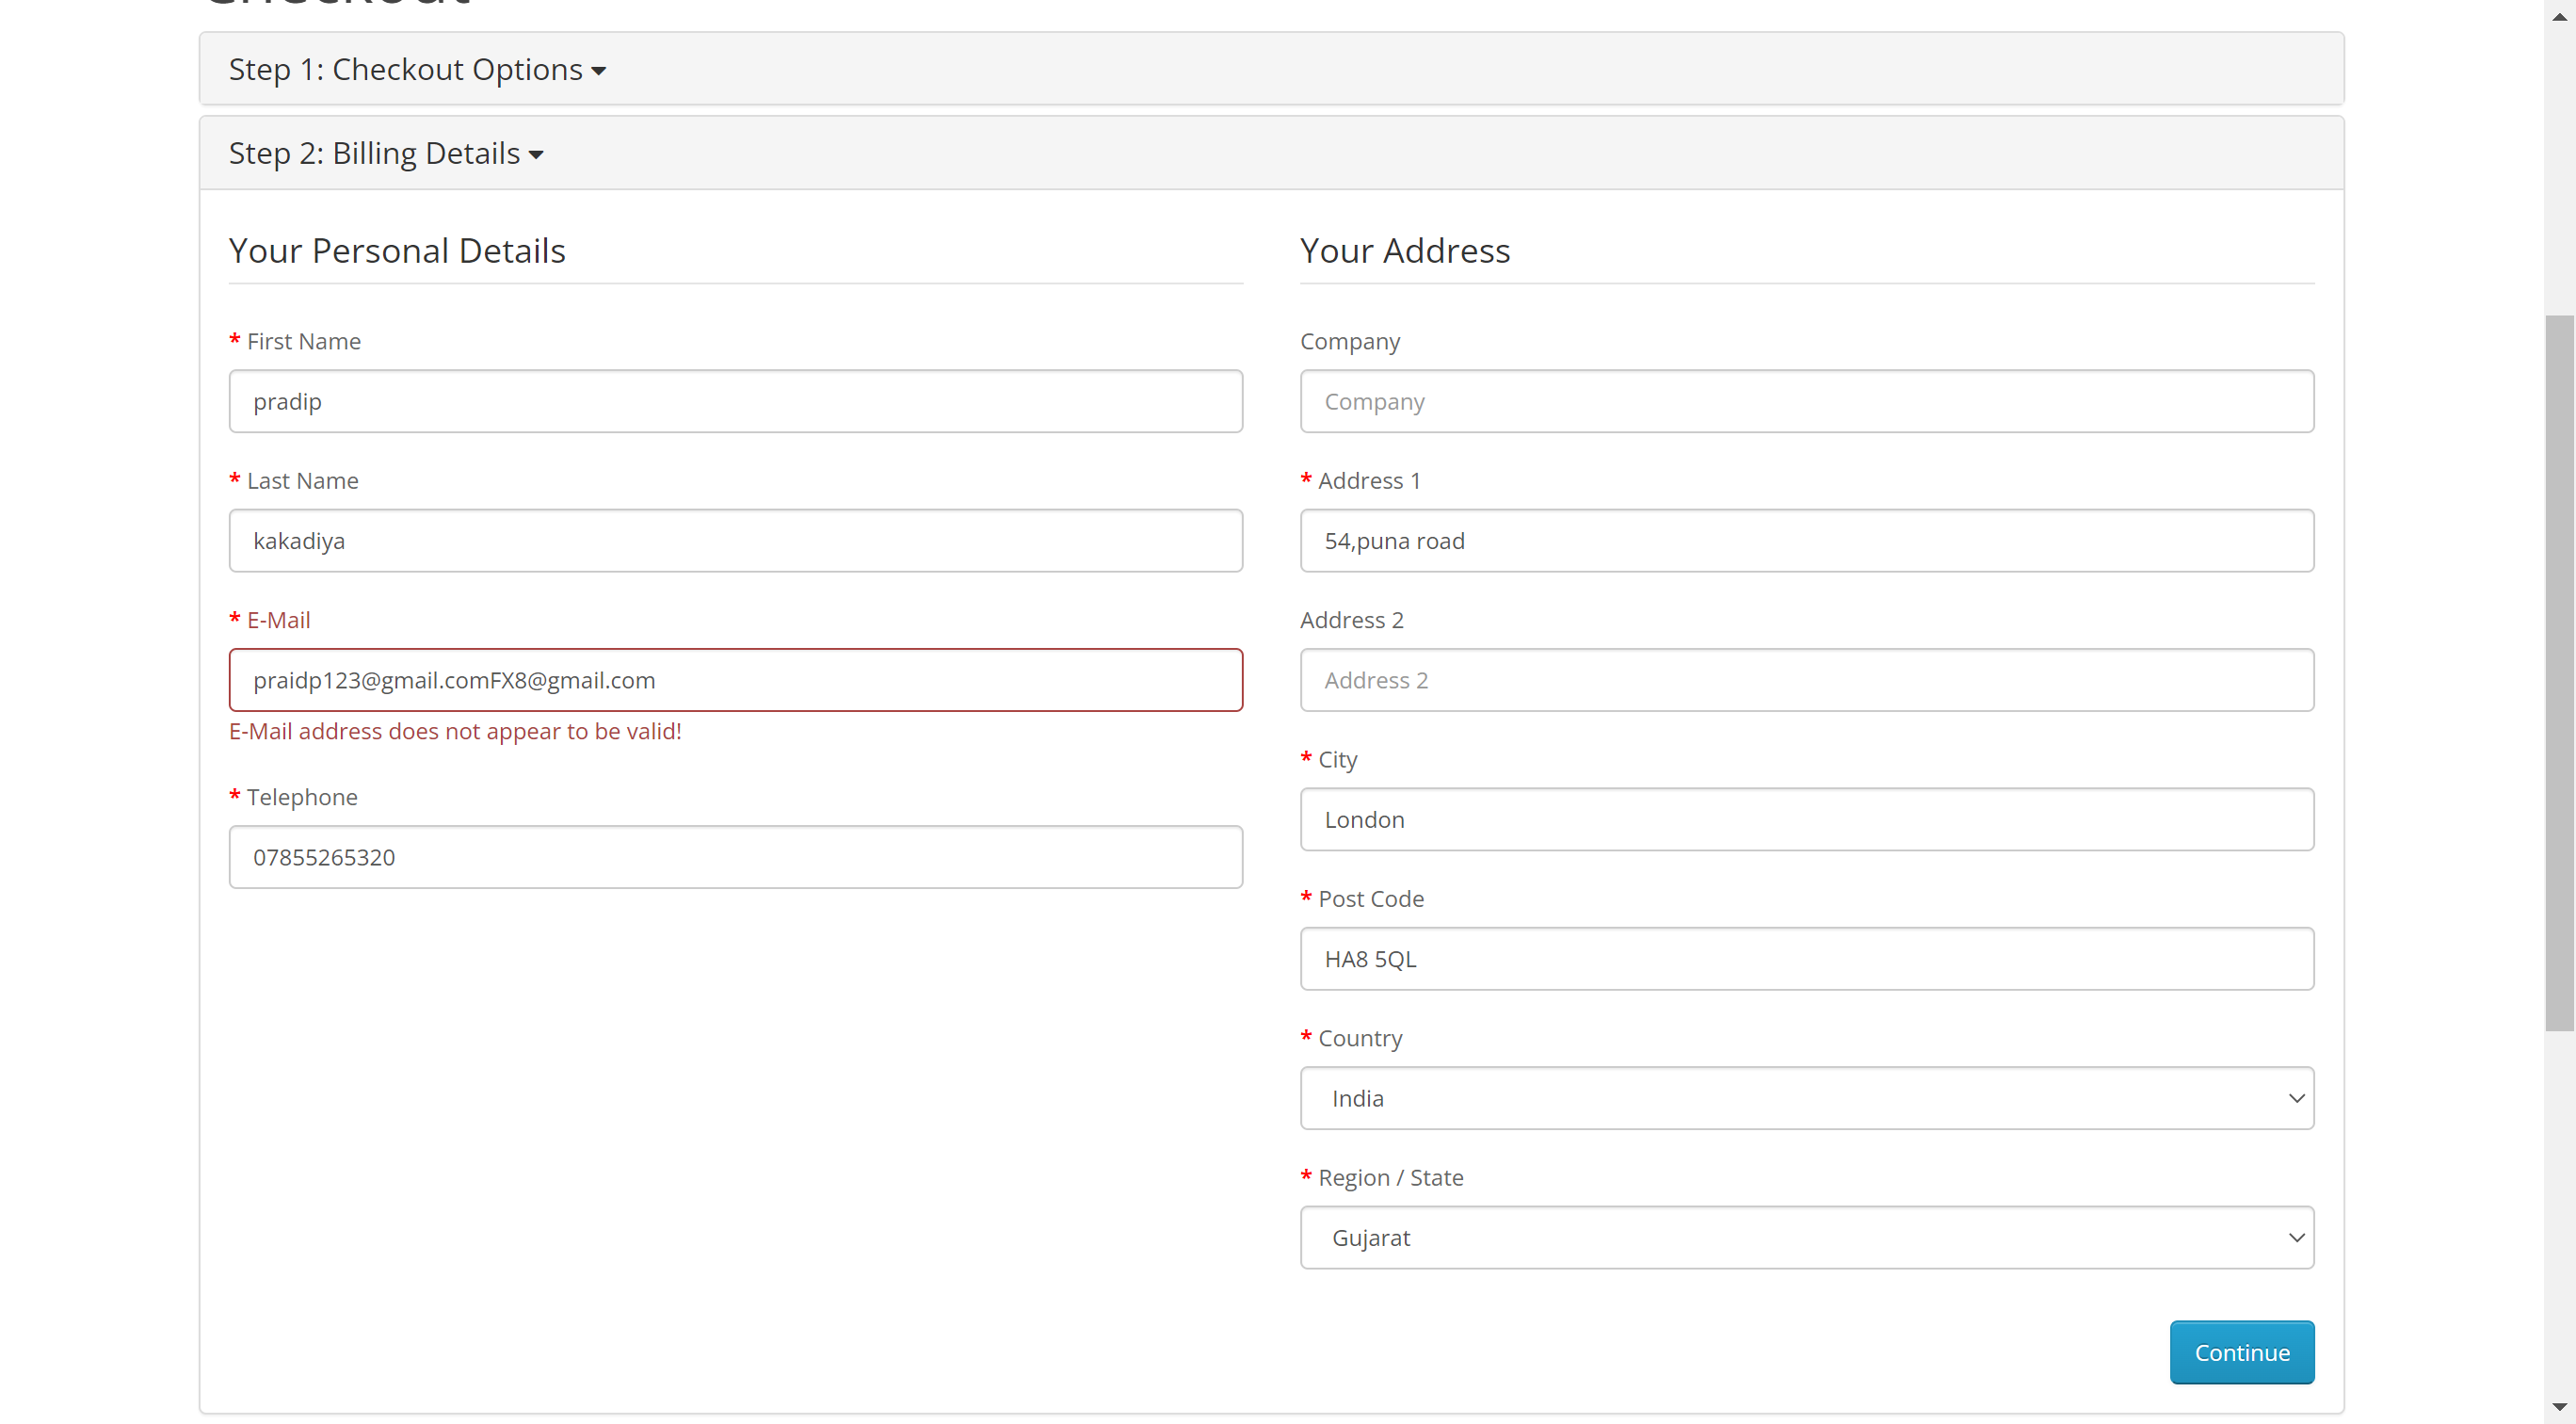 Checkout
Step 1: Checkout Options
Step 2: Billing Details
Your Personal Details
* First Name
pradip
* Last Name
kakadiya
* E-Mail
praidp123@gmail.comFX8@gmail.com
E-Mail address does not appear to be valid!
* Telephone
07855265320
Your Address
Company
Company
* Address 1
54,puna road
Address 2
Address 2
* City
London
* Post Code
HA8 5QL
* Country
India
* Region / State
Gujarat
Continue